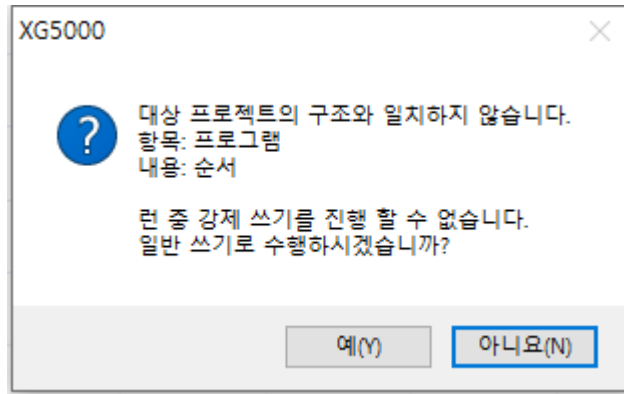 XG5000
대상 프로젝트의 구조와 일치하지 않습니다.
항목: 프로그램
내용: 순서
런 중 강제 쓰기를 진행 할 수 없습니다.
일반 쓰기로 수행하시겠습니까?
예(Y)
아니요(N)